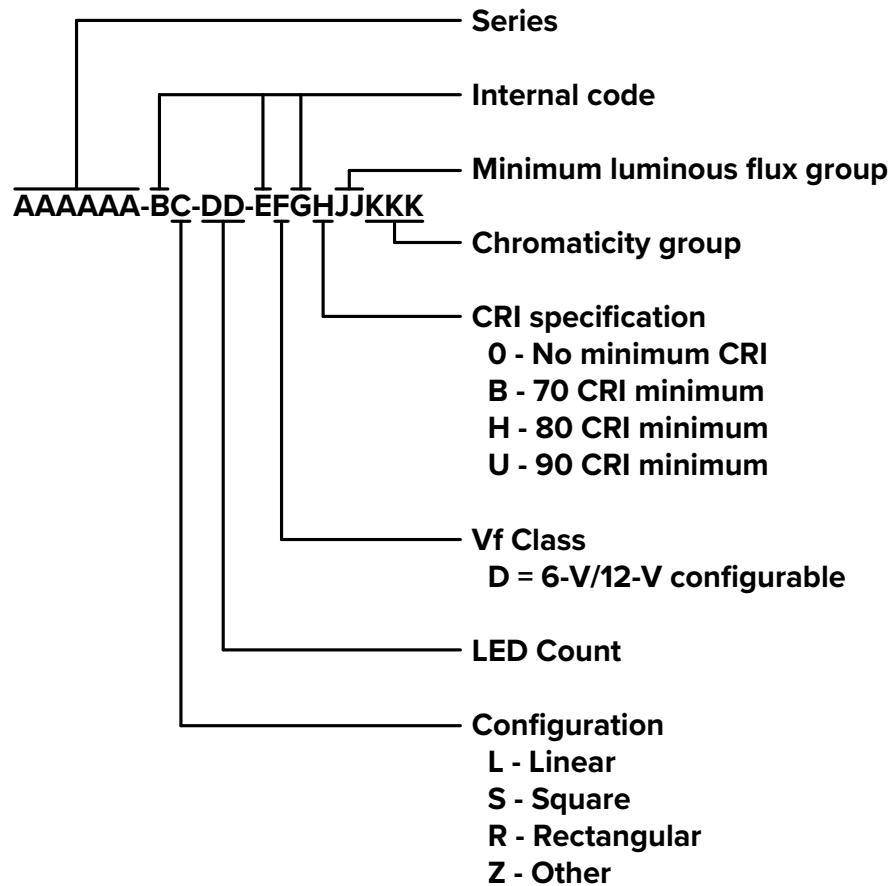 Series
Internal code
Minimum luminous flux group
AAAAAA-BC-DD-EFGHJJKKK
Chromaticity group
CRI specification
0 - No minimum CRI
B - 70 CRI minimum
H - 80 CRI minimum
U - 90 CRI minimum
Vf Class
D = 6-V/12-V configurable
LED Count
Configuration
L - Linear
S - Square
R - Rectangular
Z - Other